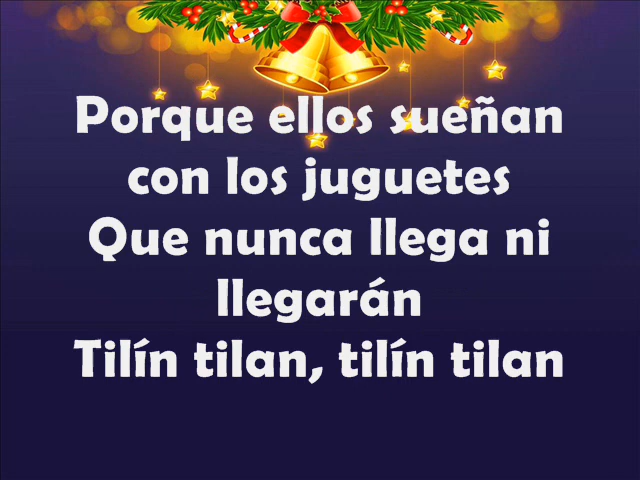 Porque ellos sueñan
con los juguetes
Que nunca llega ni
llegarán
Tilín tilan, tilín tilan